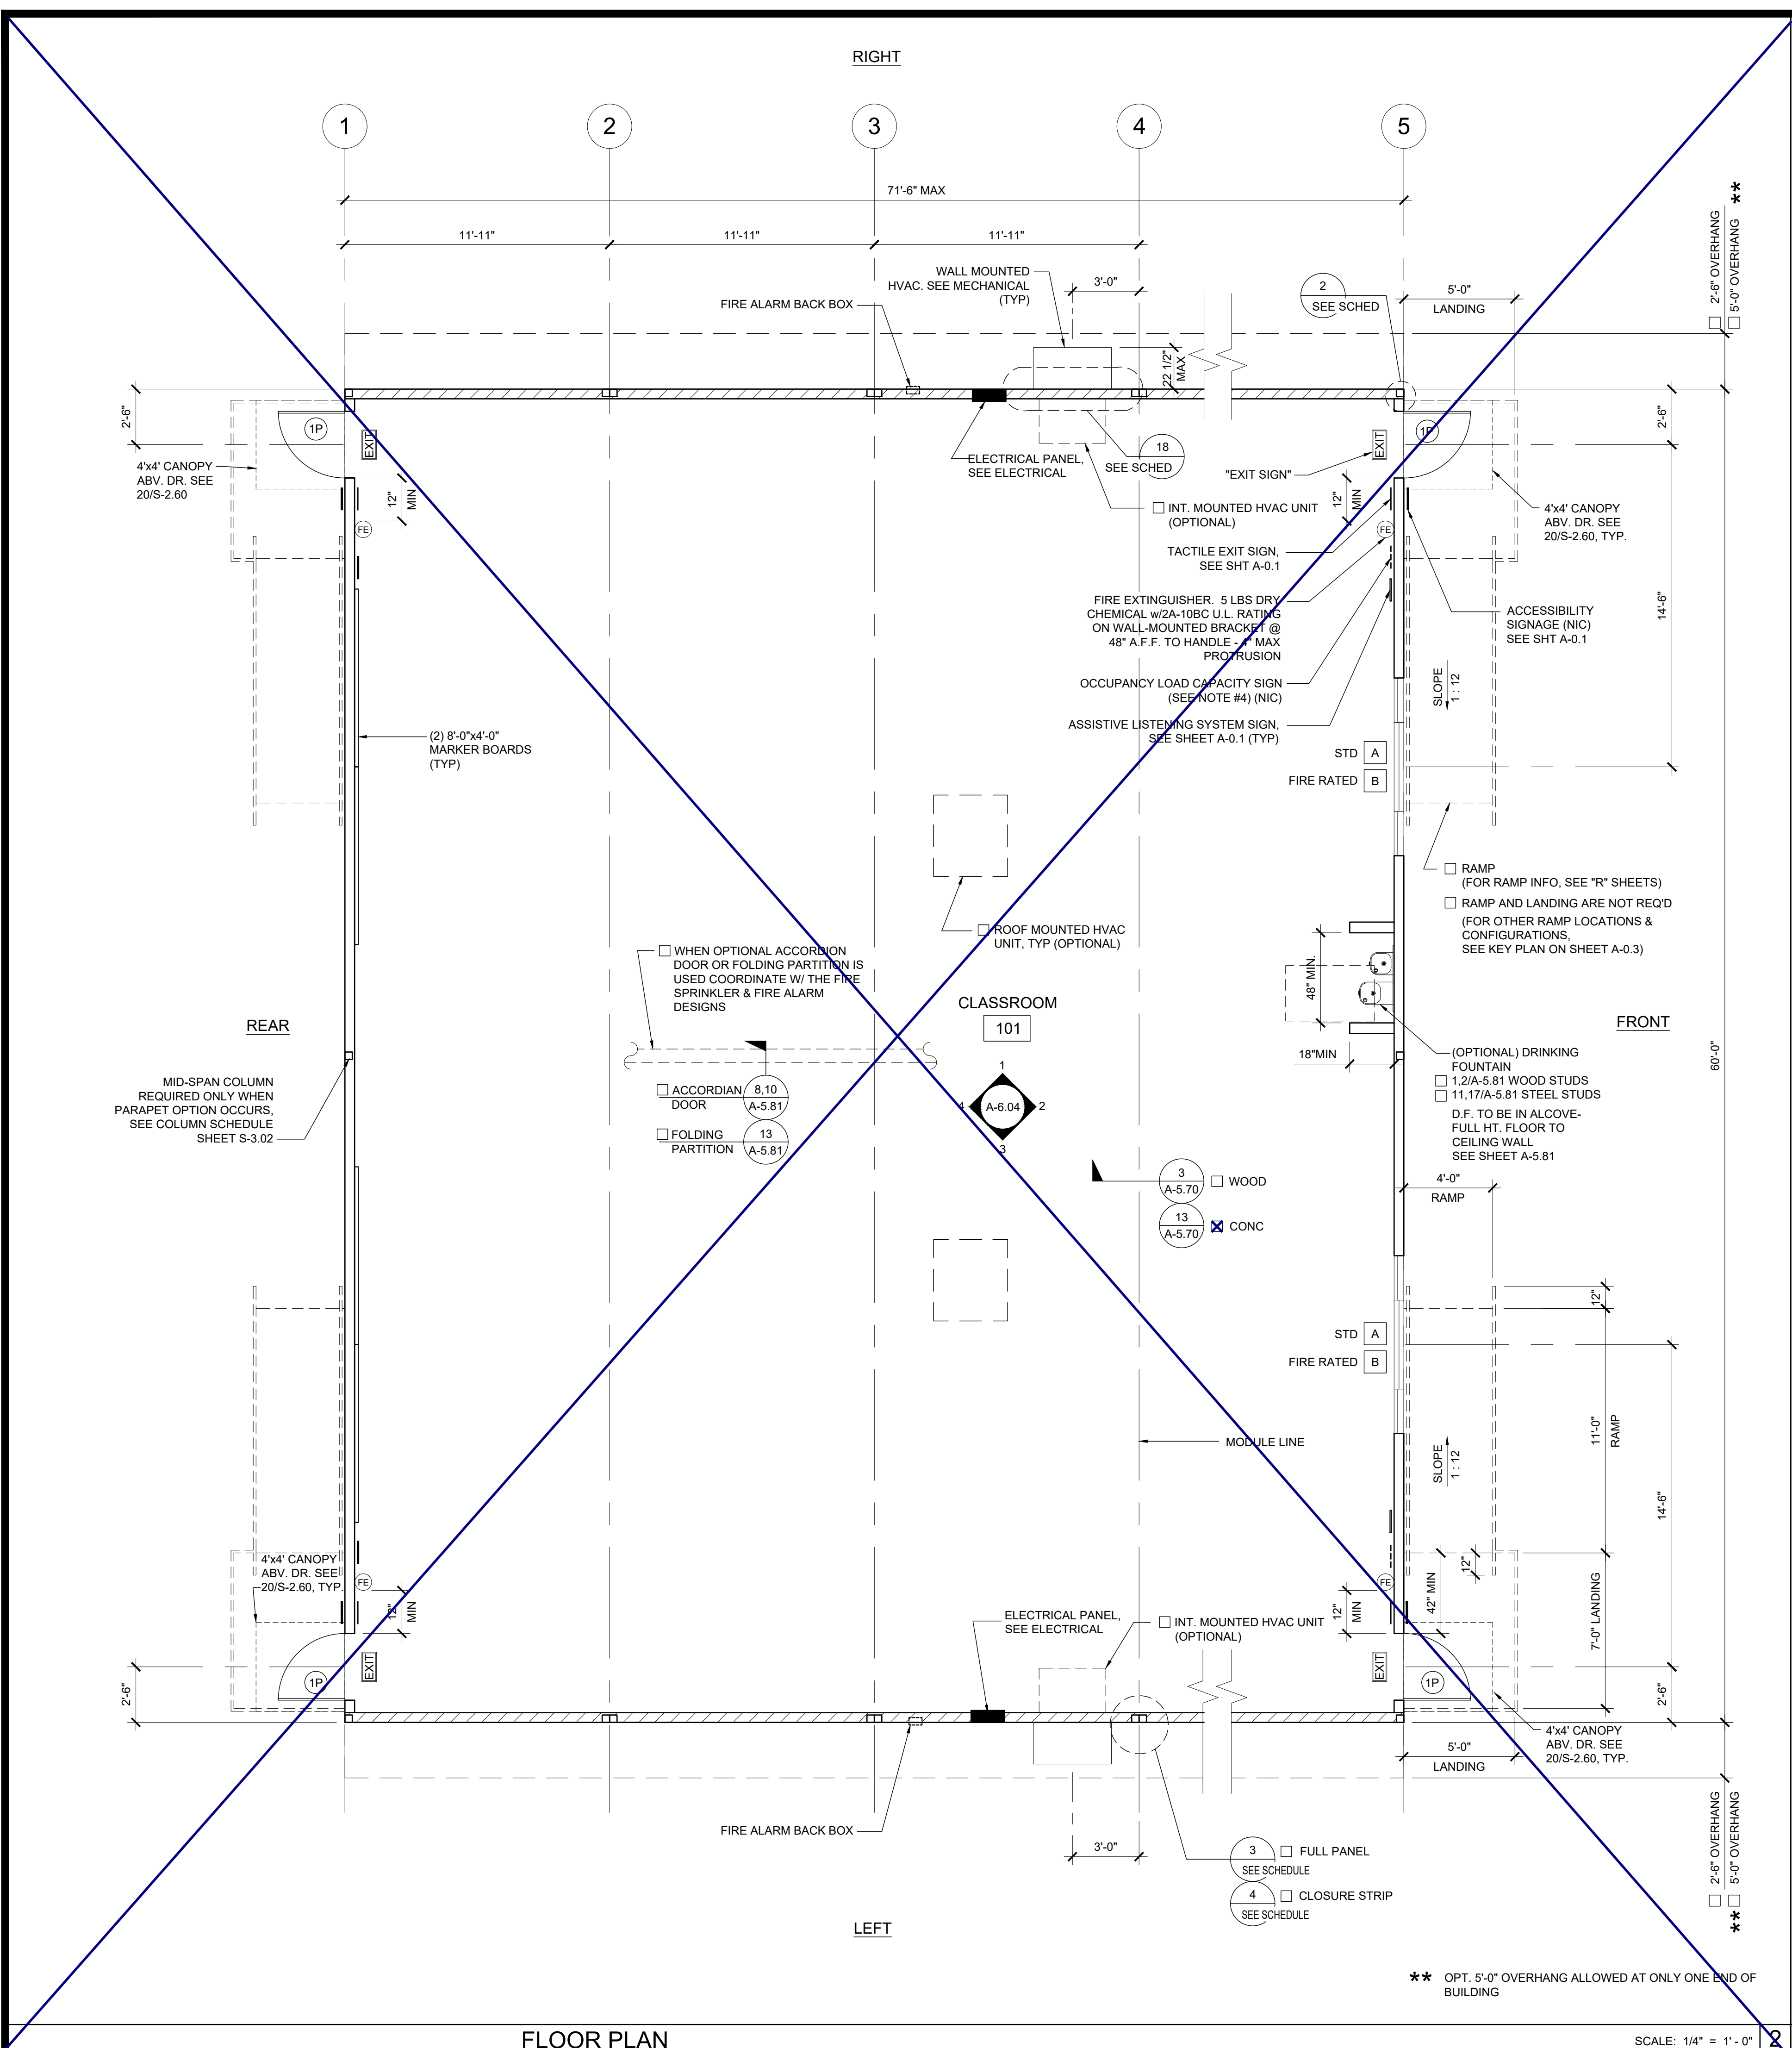 RIGHT
1
2
3
4
5
71'-6" MAX
11'-11"
11'-11"
11'-11"
2'-6" OVERHANG
5'-0" OVERHANG
**
WALL MOUNTED
HVAC. SEE MECHANICAL
(TYP)
3'-0"
2
SEE SCHED
5'-0"
LANDING
FIRE ALARM BACK BOX
22 1/2"
MAX
2'-6"
1P
EXIT
4'x4' CANOPY
ABV. DR. SEE
20/S-2.60
12"
MIN
FE
ELECTRICAL PANEL,
SEE ELECTRICAL
18
SEE SCHED
INT. MOUNTED HVAC UNIT
(OPTIONAL)
"EXIT SIGN"
EXIT
1P
2'-6"
12"
MIN
FE
4'x4' CANOPY
ABV. DR. SEE
20/S-2.60, TYP.
TACTILE EXIT SIGN,
SEE SHT A-0.1
FIRE EXTINGUISHER. 5 LBS DRY
CHEMICAL w/2A-10BC U.L. RATING
ON WALL-MOUNTED BRACKET @
48" A.F.F. TO HANDLE - 4" MAX
PROTRUSION
ACCESSIBILITY
SIGNAGE (NIC)
SEE SHT A-0.1
14'-6"
OCCUPANCY LOAD CAPACITY SIGN
(SEE NOTE #4) (NIC)
SLOPE
1 : 12
ASSISTIVE LISTENING SYSTEM SIGN,
SEE SHEET A-0.1 (TYP)
(2) 8'-0"x4'-0"
MARKER BOARDS
(TYP)
STD A
FIRE RATED B
RAMP
(FOR RAMP INFO, SEE "R" SHEETS)
RAMP AND LANDING ARE NOT REQ'D
(FOR OTHER RAMP LOCATIONS &
CONFIGURATIONS,
SEE KEY PLAN ON SHEET A-0.3)
ROOF MOUNTED HVAC
UNIT, TYP (OPTIONAL)
WHEN OPTIONAL ACCORDION
DOOR OR FOLDING PARTITION IS
USED COORDINATE W/ THE FIRE
SPRINKLER & FIRE ALARM
DESIGNS
48" MIN.
CLASSROOM
101
REAR
FRONT
18"MIN
60'-0"
MID-SPAN COLUMN
REQUIRED ONLY WHEN
PARAPET OPTION OCCURS,
SEE COLUMN SCHEDULE
SHEET S-3.02
ACCORDIAN
DOOR
8,10
A-5.81
FOLDING
PARTITION
13
A-5.81
1
4 A-6.04 2
3
(OPTIONAL) DRINKING
FOUNTAIN
1,2/A-5.81 WOOD STUDS
11,17/A-5.81 STEEL STUDS
D.F. TO BE IN ALCOVE-
FULL HT. FLOOR TO
CEILING WALL
SEE SHEET A-5.81
3
A-5.70
WOOD
13
A-5.70
CONC
4'-0"
RAMP
12"
STD A
FIRE RATED B
11'-0"
RAMP
MODULE LINE
SLOPE
1 : 12
14'-6"
4'x4' CANOPY
ABV. DR. SEE
20/S-2.60, TYP.
FE
12"
MIN
FE
12"
MIN
42" MIN
12"
7'-0" LANDING
ELECTRICAL PANEL,
SEE ELECTRICAL
INT. MOUNTED HVAC UNIT
(OPTIONAL)
2'-6"
1P
EXIT
EXIT
1P
2'-6"
4'x4' CANOPY
ABV. DR. SEE
20/S-2.60, TYP.
5'-0"
LANDING
FIRE ALARM BACK BOX
3'-0"
3
SEE SCHEDULE
FULL PANEL
4
SEE SCHEDULE
CLOSURE STRIP
2'-6" OVERHANG
5'-0" OVERHANG
**
LEFT
** OPT. 5'-0" OVERHANG ALLOWED AT ONLY ONE END OF
BUILDING
FLOOR PLAN
SCALE: 1/4" = 1' - 0"
2